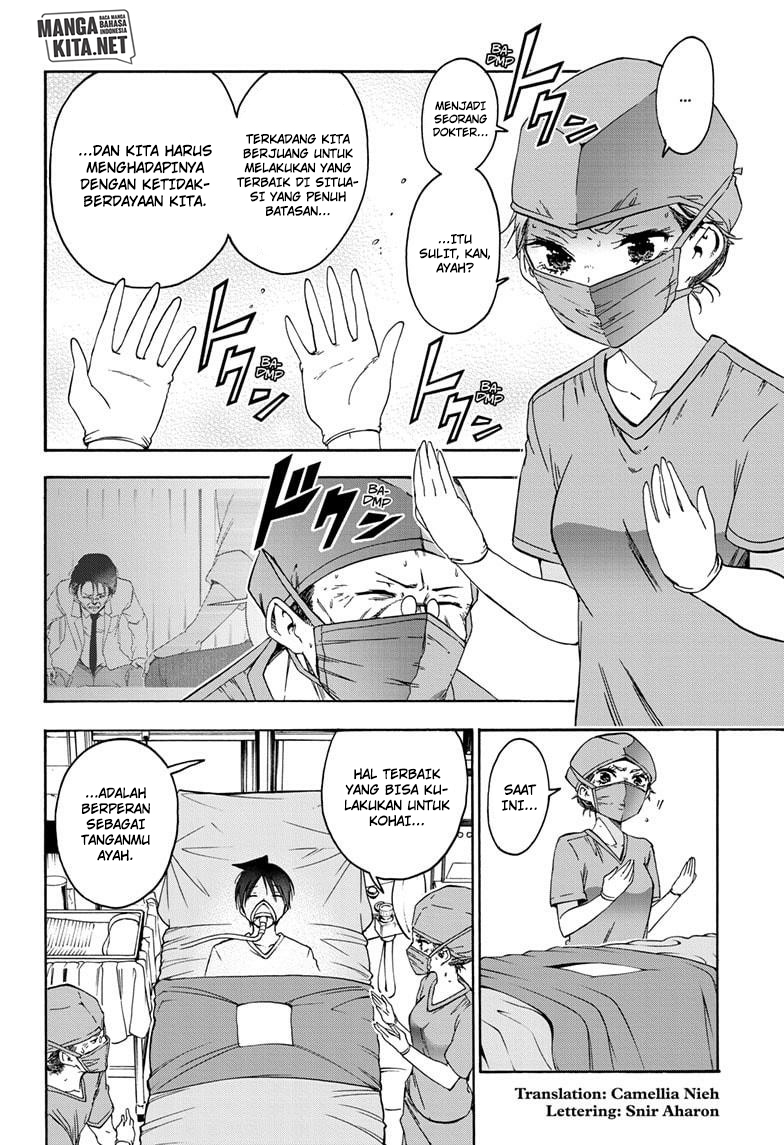 MANGA
KITA.NET
BACA MANGA
BAHASA
INDONESIA
...
BA-
DMP
ドクン
MENJADI
SEORANG
DOKTER...
...ITU
SULIT, KAN,
AYAH?
BA-
DMP
ドクン
TERKADANG KITA
BERJUANG UNTUK
MELAKUKAN YANG
TERBAIK DI SITUA-
SI YANG PENUH
BATASAN...
...DAN KITA HARUS
MENGHADAPINYA
DENGAN KETIDAK-
BERDAYAAN KITA.
BA-
DMP
ドクン
BA-
DMP
ドクン
SAAT
INI...
HAL TERBAIK
YANG BISA KU-
LAKUKAN UNTUK
KOHAI...
...ADALAH
BERPERAN
SEBAGAI
TANGANMU
AYAH.
Translation: Camellia Nieh
Lettering: Snir Aharon